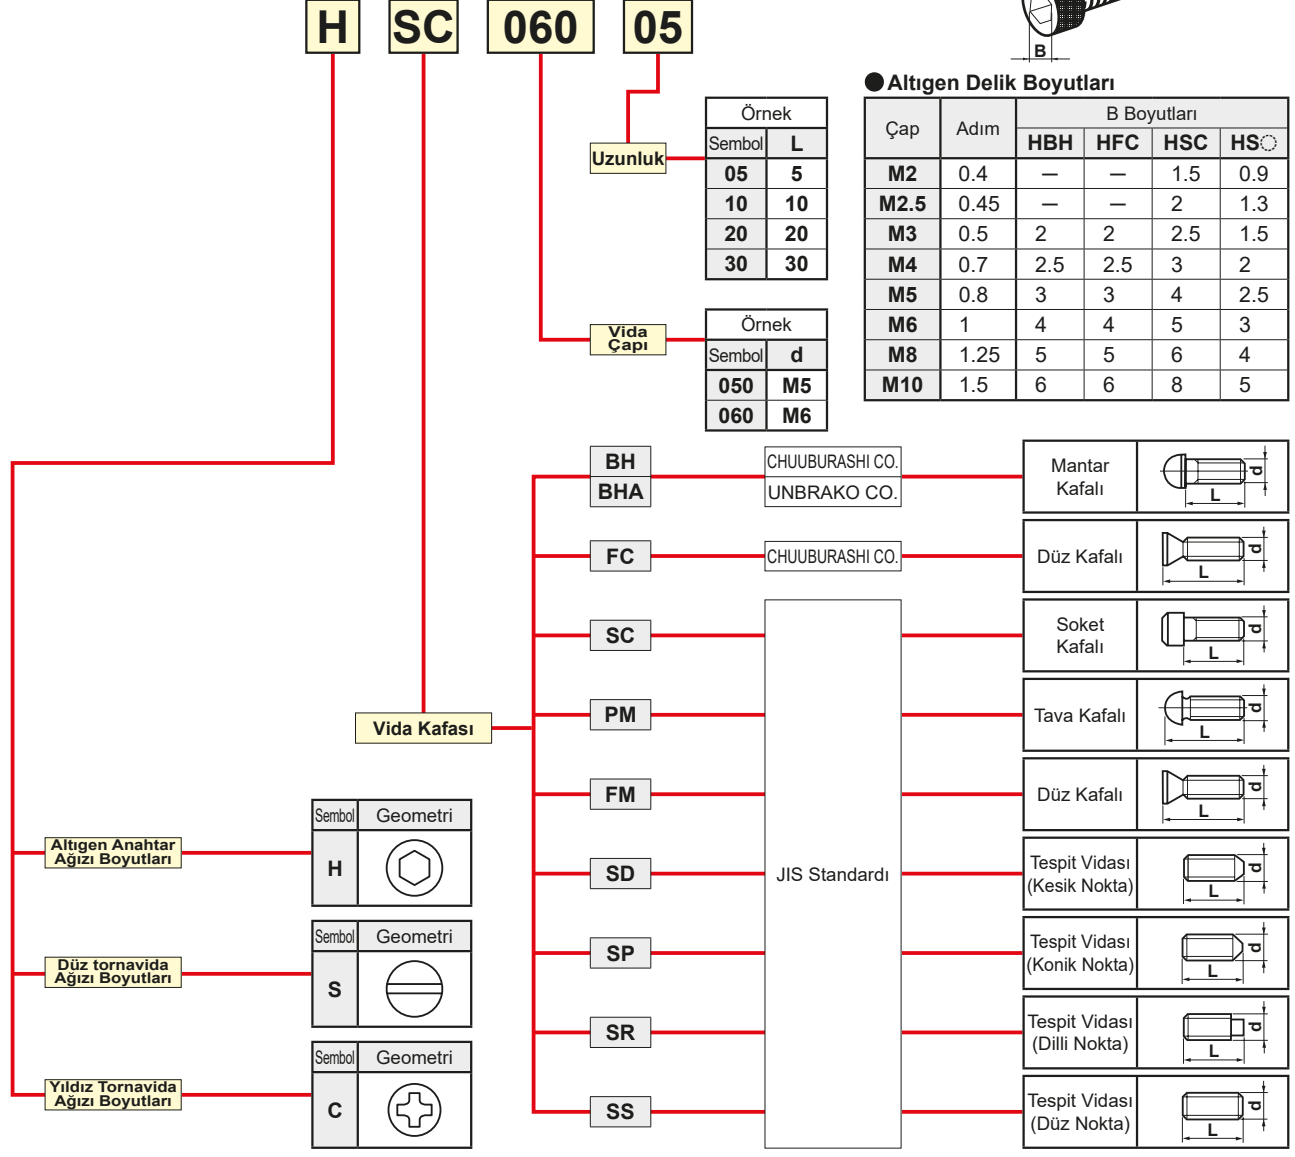 H SC 060 05
B
●Altıgen Delik Boyutları
Çap Adım B Boyutları
HBH HFC HSC HS◌
M2 0.4 — — 1.5 0.9
M2.5 0.45 — — 2 1.3
M3 0.5 2 2 2.5 1.5
M4 0.7 2.5 2.5 3 2
M5 0.8 3 3 4 2.5
M6 1 4 4 5 3
M8 1.25 5 5 6 4
M10 1.5 6 6 8 5
Uzunluk
Örnek
Sembol L
05 5
10 10
20 20
30 30
Vida
Çapı
Örnek
Sembol d
050 M5
060 M6
Vida Kafası
BH CHUUBURASHI CO.
BHA UNBRAKO CO.
Mantar
Kafalı
d
L
FC CHUUBURASHI CO. Düz Kafalı
d
L
SC
Soket
Kafalı
d
L
PM Tava Kafalı
d
L
FM Düz Kafalı
d
L
JIS Standardı
SD
Tespit Vidası
(Kesik Nokta)
d
L
SP
Tespit Vidası
(Konik Nokta)
d
L
SR
Tespit Vidası
(Dilli Nokta)
d
L
SS
Tespit Vidası
(Düz Nokta)
d
L
Altıgen Anahtar
Ağızı Boyutları
Sembol Geometri
H
Düz tornavida
Ağızı Boyutları
Sembol Geometri
S
Yıldız Tornavida
Ağızı Boyutları
Sembol Geometri
C